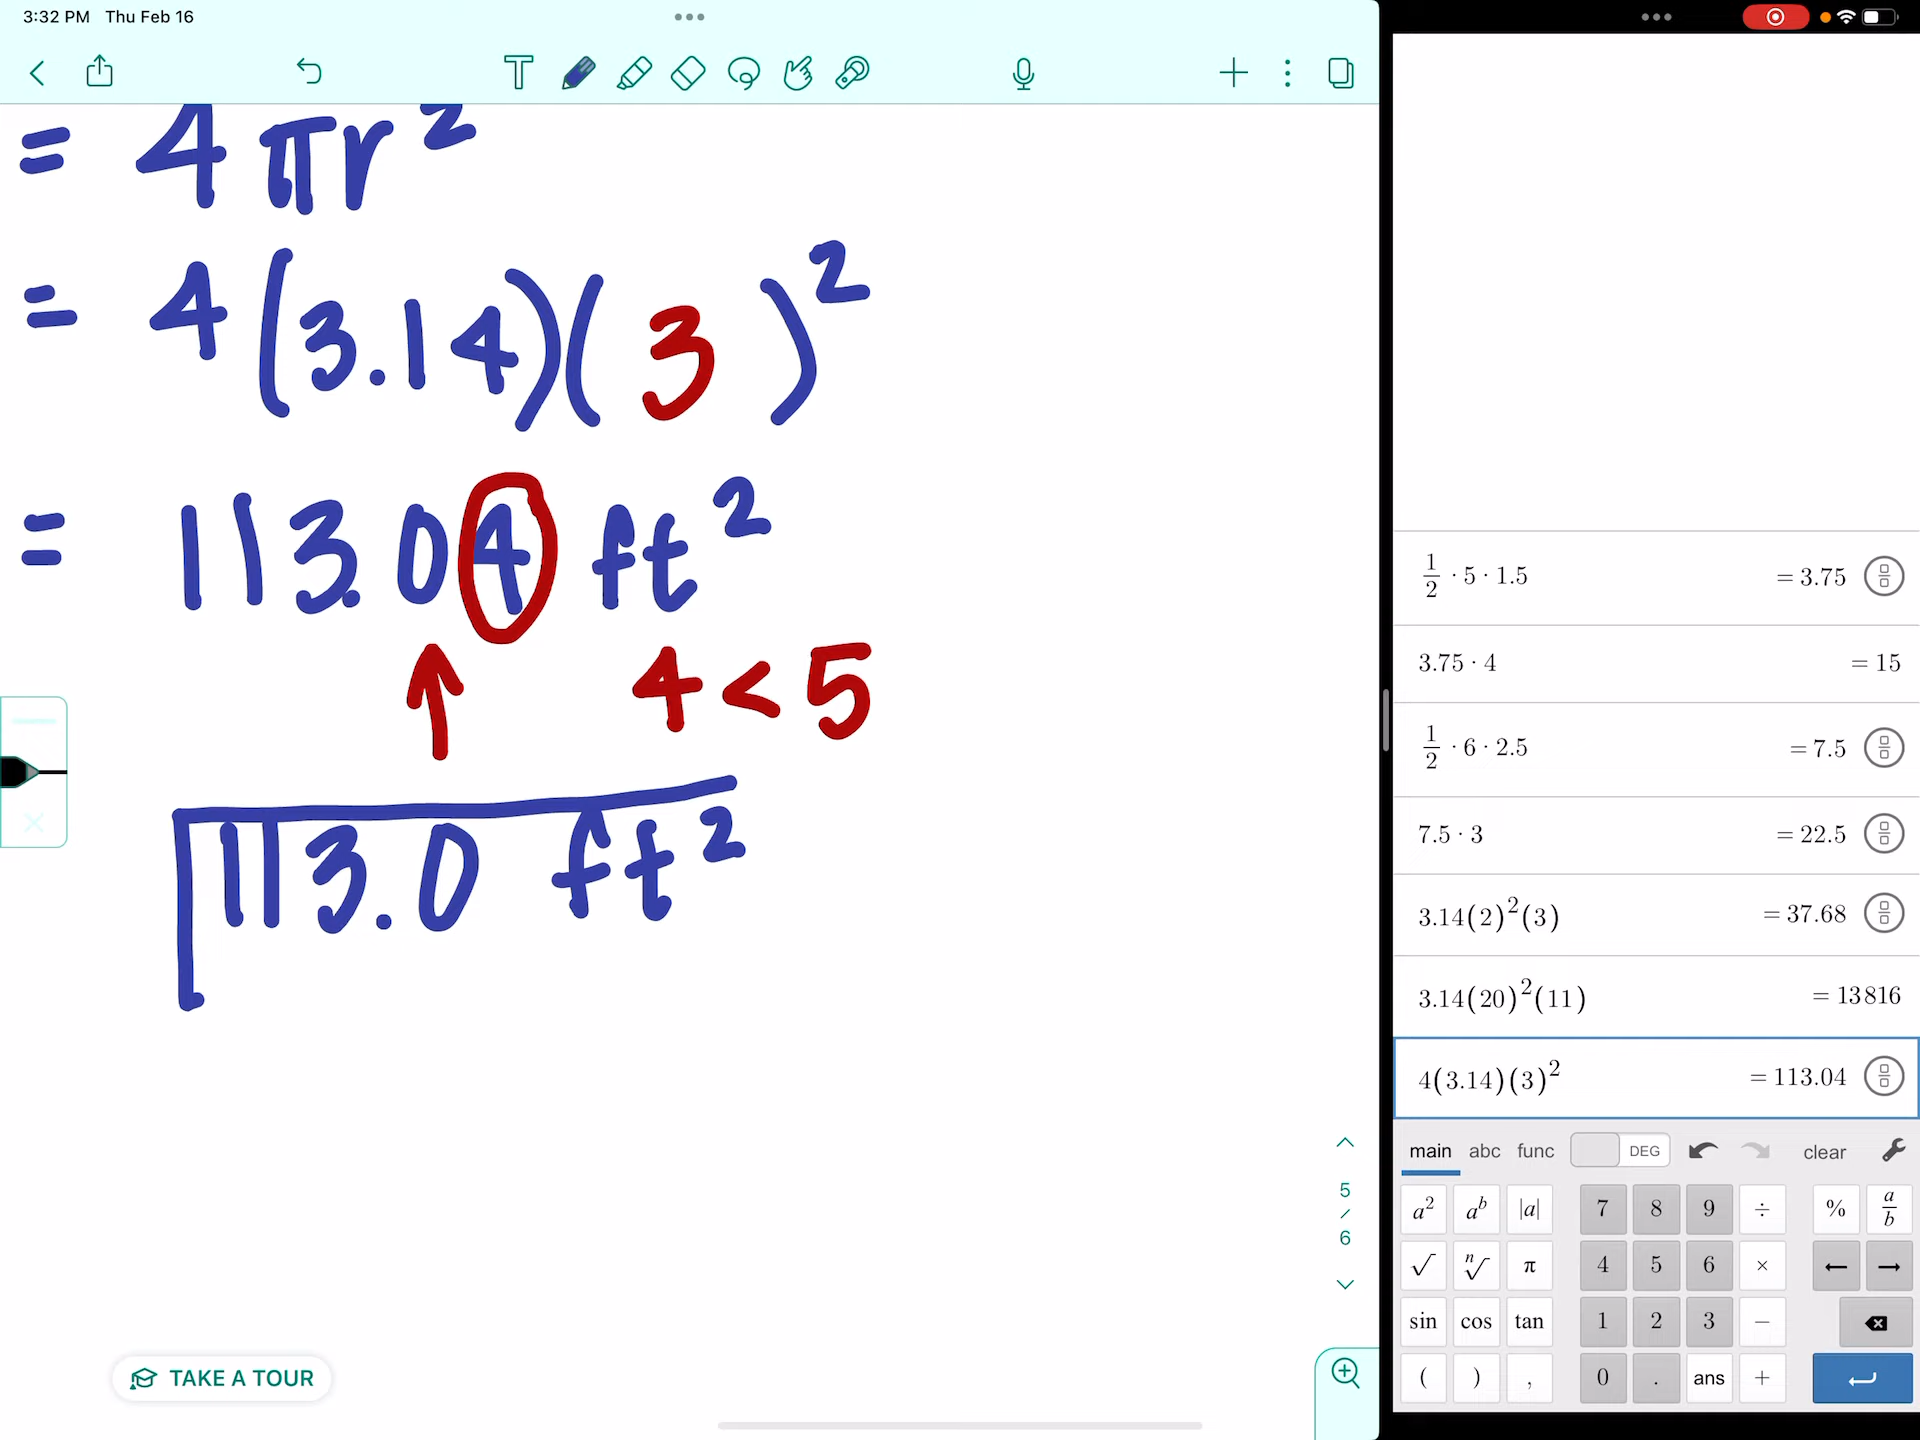 3:32 PM Thu Feb 16
T
= 4πr²
= 4(3.14)(3)²
= 113.04 ft²
4 < 5
113.0 ft²
5
/
6
TAKE A TOUR
1/2 · 5 · 1.5 = 3.75
3.75 · 4 = 15
1/2 · 6 · 2.5 = 7.5
7.5 · 3 = 22.5
3.14(2)²(3) = 37.68
3.14(20)²(11) = 13816
4(3.14)(3)² = 113.04
main abc func DEG clear
a² aᵇ |a| 7 8 9 ÷ % a/b
√ ⁿ√ π 4 5 6 × ← →
sin cos tan 1 2 3 −
( ) , 0 . ans +